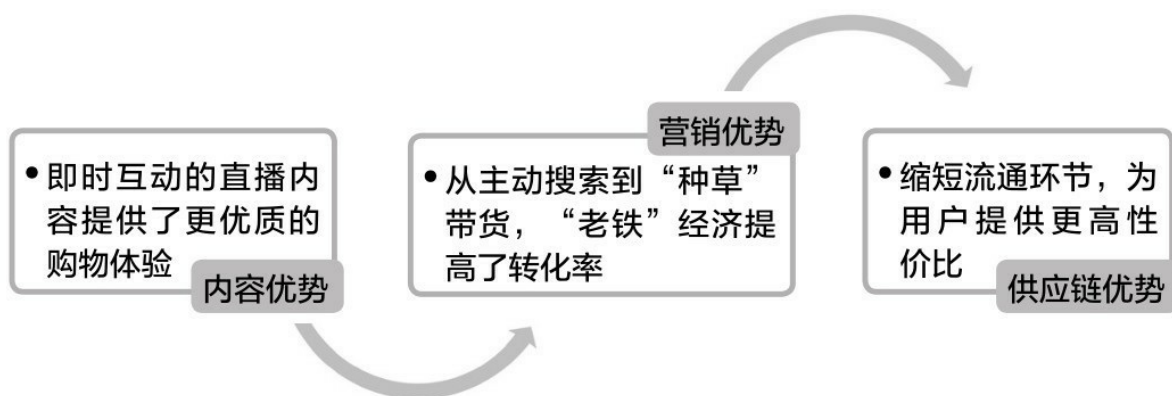 • 即时互动的直播内
容提供了更优质的
购物体验
内容优势
营销优势
• 从主动搜索到“种草”
带货，“老铁”经济提
高了转化率
• 缩短流通环节，为
用户提供更高性
价比
供应链优势